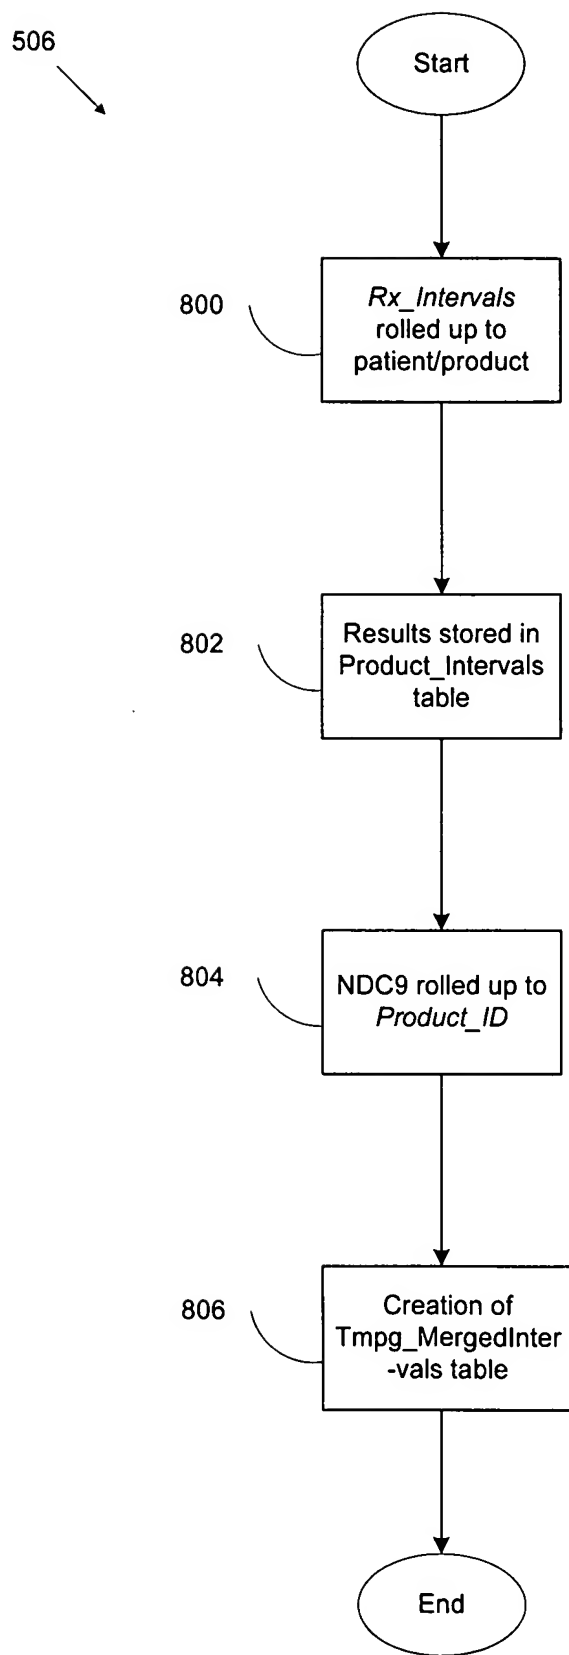 506
Start
800
Rx_Intervals
rolled up to
patient/product
802
Results stored in
Product_Intervals
table
804
NDC9 rolled up to
Product_ID
806
Creation of
Tmpg_MergedInter
-vals table
End